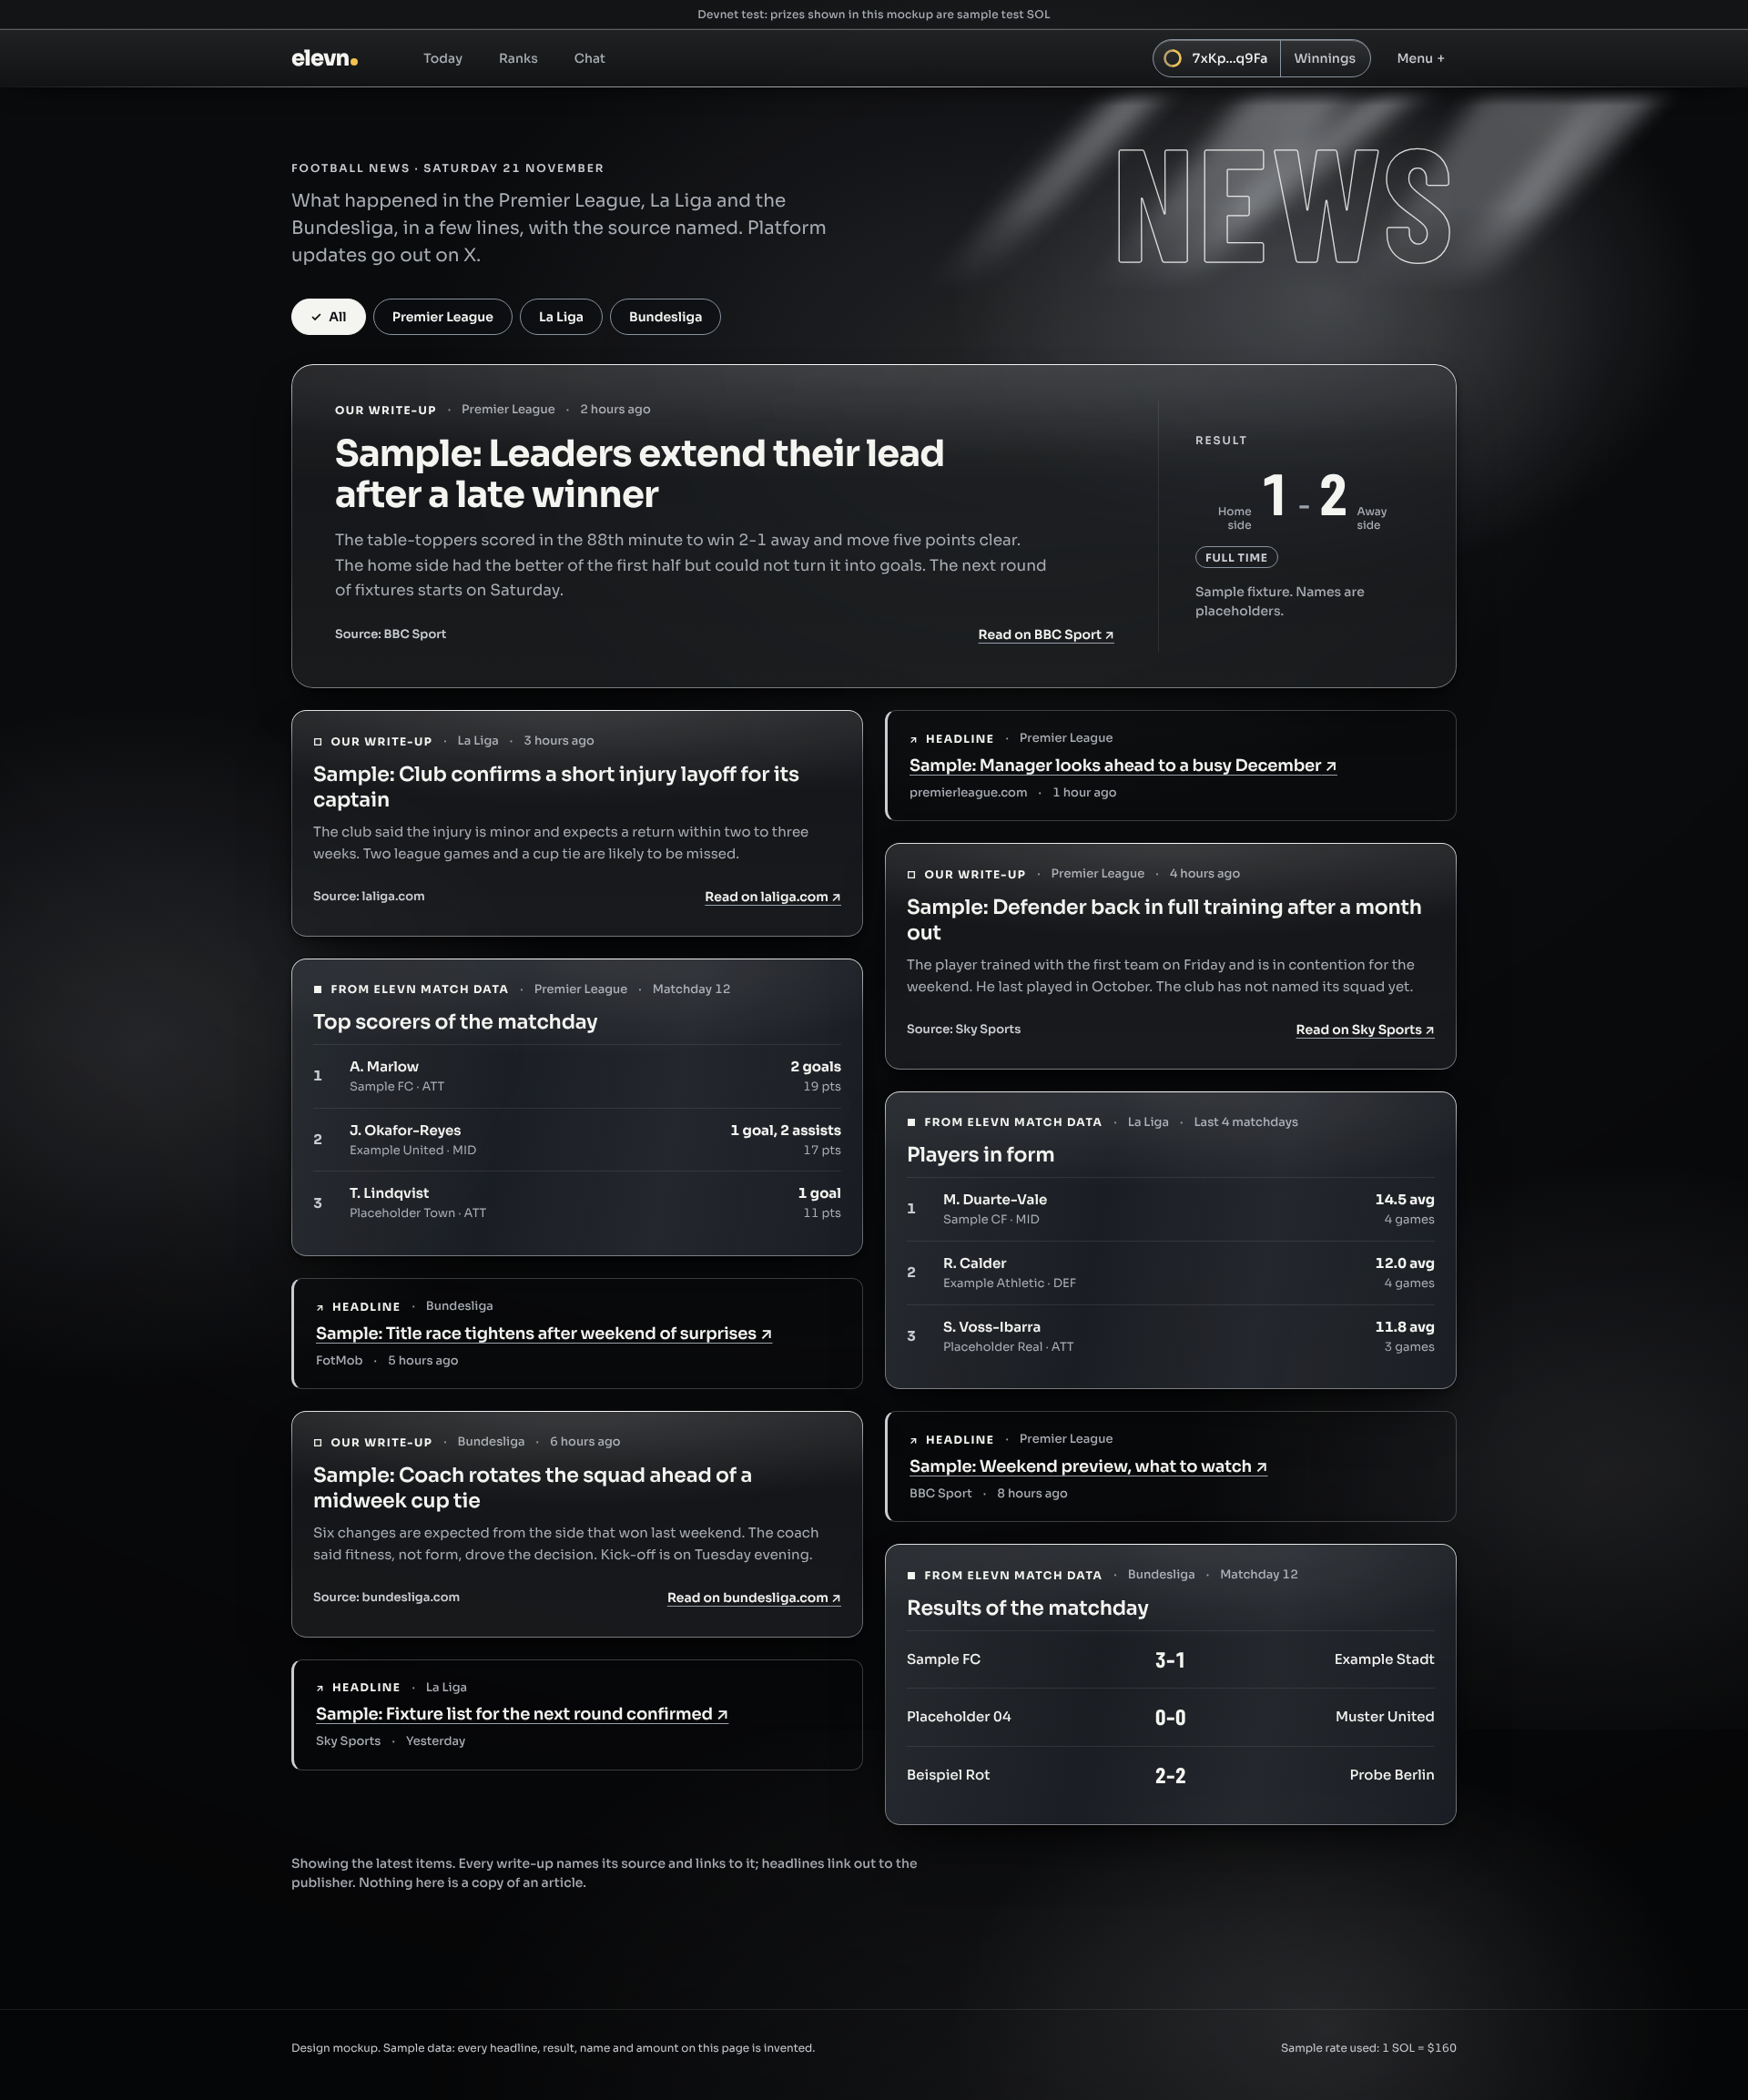 Devnet test: prizes shown in this mockup are sample test SOL
elevn.
Today
Ranks
Chat
7xKp...q9Fa
Winnings
Menu +
FOOTBALL NEWS · SATURDAY 21 NOVEMBER
What happened in the Premier League, La Liga and the
Bundesliga, in a few lines, with the source named. Platform
updates go out on X.
NEWS
All
Premier League
La Liga
Bundesliga
OUR WRITE-UP · Premier League · 2 hours ago
Sample: Leaders extend their lead
after a late winner
The table-toppers scored in the 88th minute to win 2-1 away and move five points clear.
The home side had the better of the first half but could not turn it into goals. The next round
of fixtures starts on Saturday.
Source: BBC Sport
Read on BBC Sport ↗
RESULT
Home
side
1 - 2
Away
side
FULL TIME
Sample fixture. Names are
placeholders.
OUR WRITE-UP · La Liga · 3 hours ago
Sample: Club confirms a short injury layoff for its
captain
The club said the injury is minor and expects a return within two to three
weeks. Two league games and a cup tie are likely to be missed.
Source: laliga.com
Read on laliga.com ↗
FROM ELEVN MATCH DATA · Premier League · Matchday 12
Top scorers of the matchday
1
A. Marlow
Sample FC · ATT
2 goals
19 pts
2
J. Okafor-Reyes
Example United · MID
1 goal, 2 assists
17 pts
3
T. Lindqvist
Placeholder Town · ATT
1 goal
11 pts
↗ HEADLINE · Bundesliga
Sample: Title race tightens after weekend of surprises ↗
FotMob · 5 hours ago
OUR WRITE-UP · Bundesliga · 6 hours ago
Sample: Coach rotates the squad ahead of a
midweek cup tie
Six changes are expected from the side that won last weekend. The coach
said fitness, not form, drove the decision. Kick-off is on Tuesday evening.
Source: bundesliga.com
Read on bundesliga.com ↗
↗ HEADLINE · La Liga
Sample: Fixture list for the next round confirmed ↗
Sky Sports · Yesterday
↗ HEADLINE · Premier League
Sample: Manager looks ahead to a busy December ↗
premierleague.com · 1 hour ago
OUR WRITE-UP · Premier League · 4 hours ago
Sample: Defender back in full training after a month
out
The player trained with the first team on Friday and is in contention for the
weekend. He last played in October. The club has not named its squad yet.
Source: Sky Sports
Read on Sky Sports ↗
FROM ELEVN MATCH DATA · La Liga · Last 4 matchdays
Players in form
1
M. Duarte-Vale
Sample CF · MID
14.5 avg
4 games
2
R. Calder
Example Athletic · DEF
12.0 avg
4 games
3
S. Voss-Ibarra
Placeholder Real · ATT
11.8 avg
3 games
↗ HEADLINE · Premier League
Sample: Weekend preview, what to watch ↗
BBC Sport · 8 hours ago
FROM ELEVN MATCH DATA · Bundesliga · Matchday 12
Results of the matchday
Sample FC 3-1 Example Stadt
Placeholder 04 0-0 Muster United
Beispiel Rot 2-2 Probe Berlin
Showing the latest items. Every write-up names its source and links to it; headlines link out to the
publisher. Nothing here is a copy of an article.
Design mockup. Sample data: every headline, result, name and amount on this page is invented.
Sample rate used: 1 SOL = $160